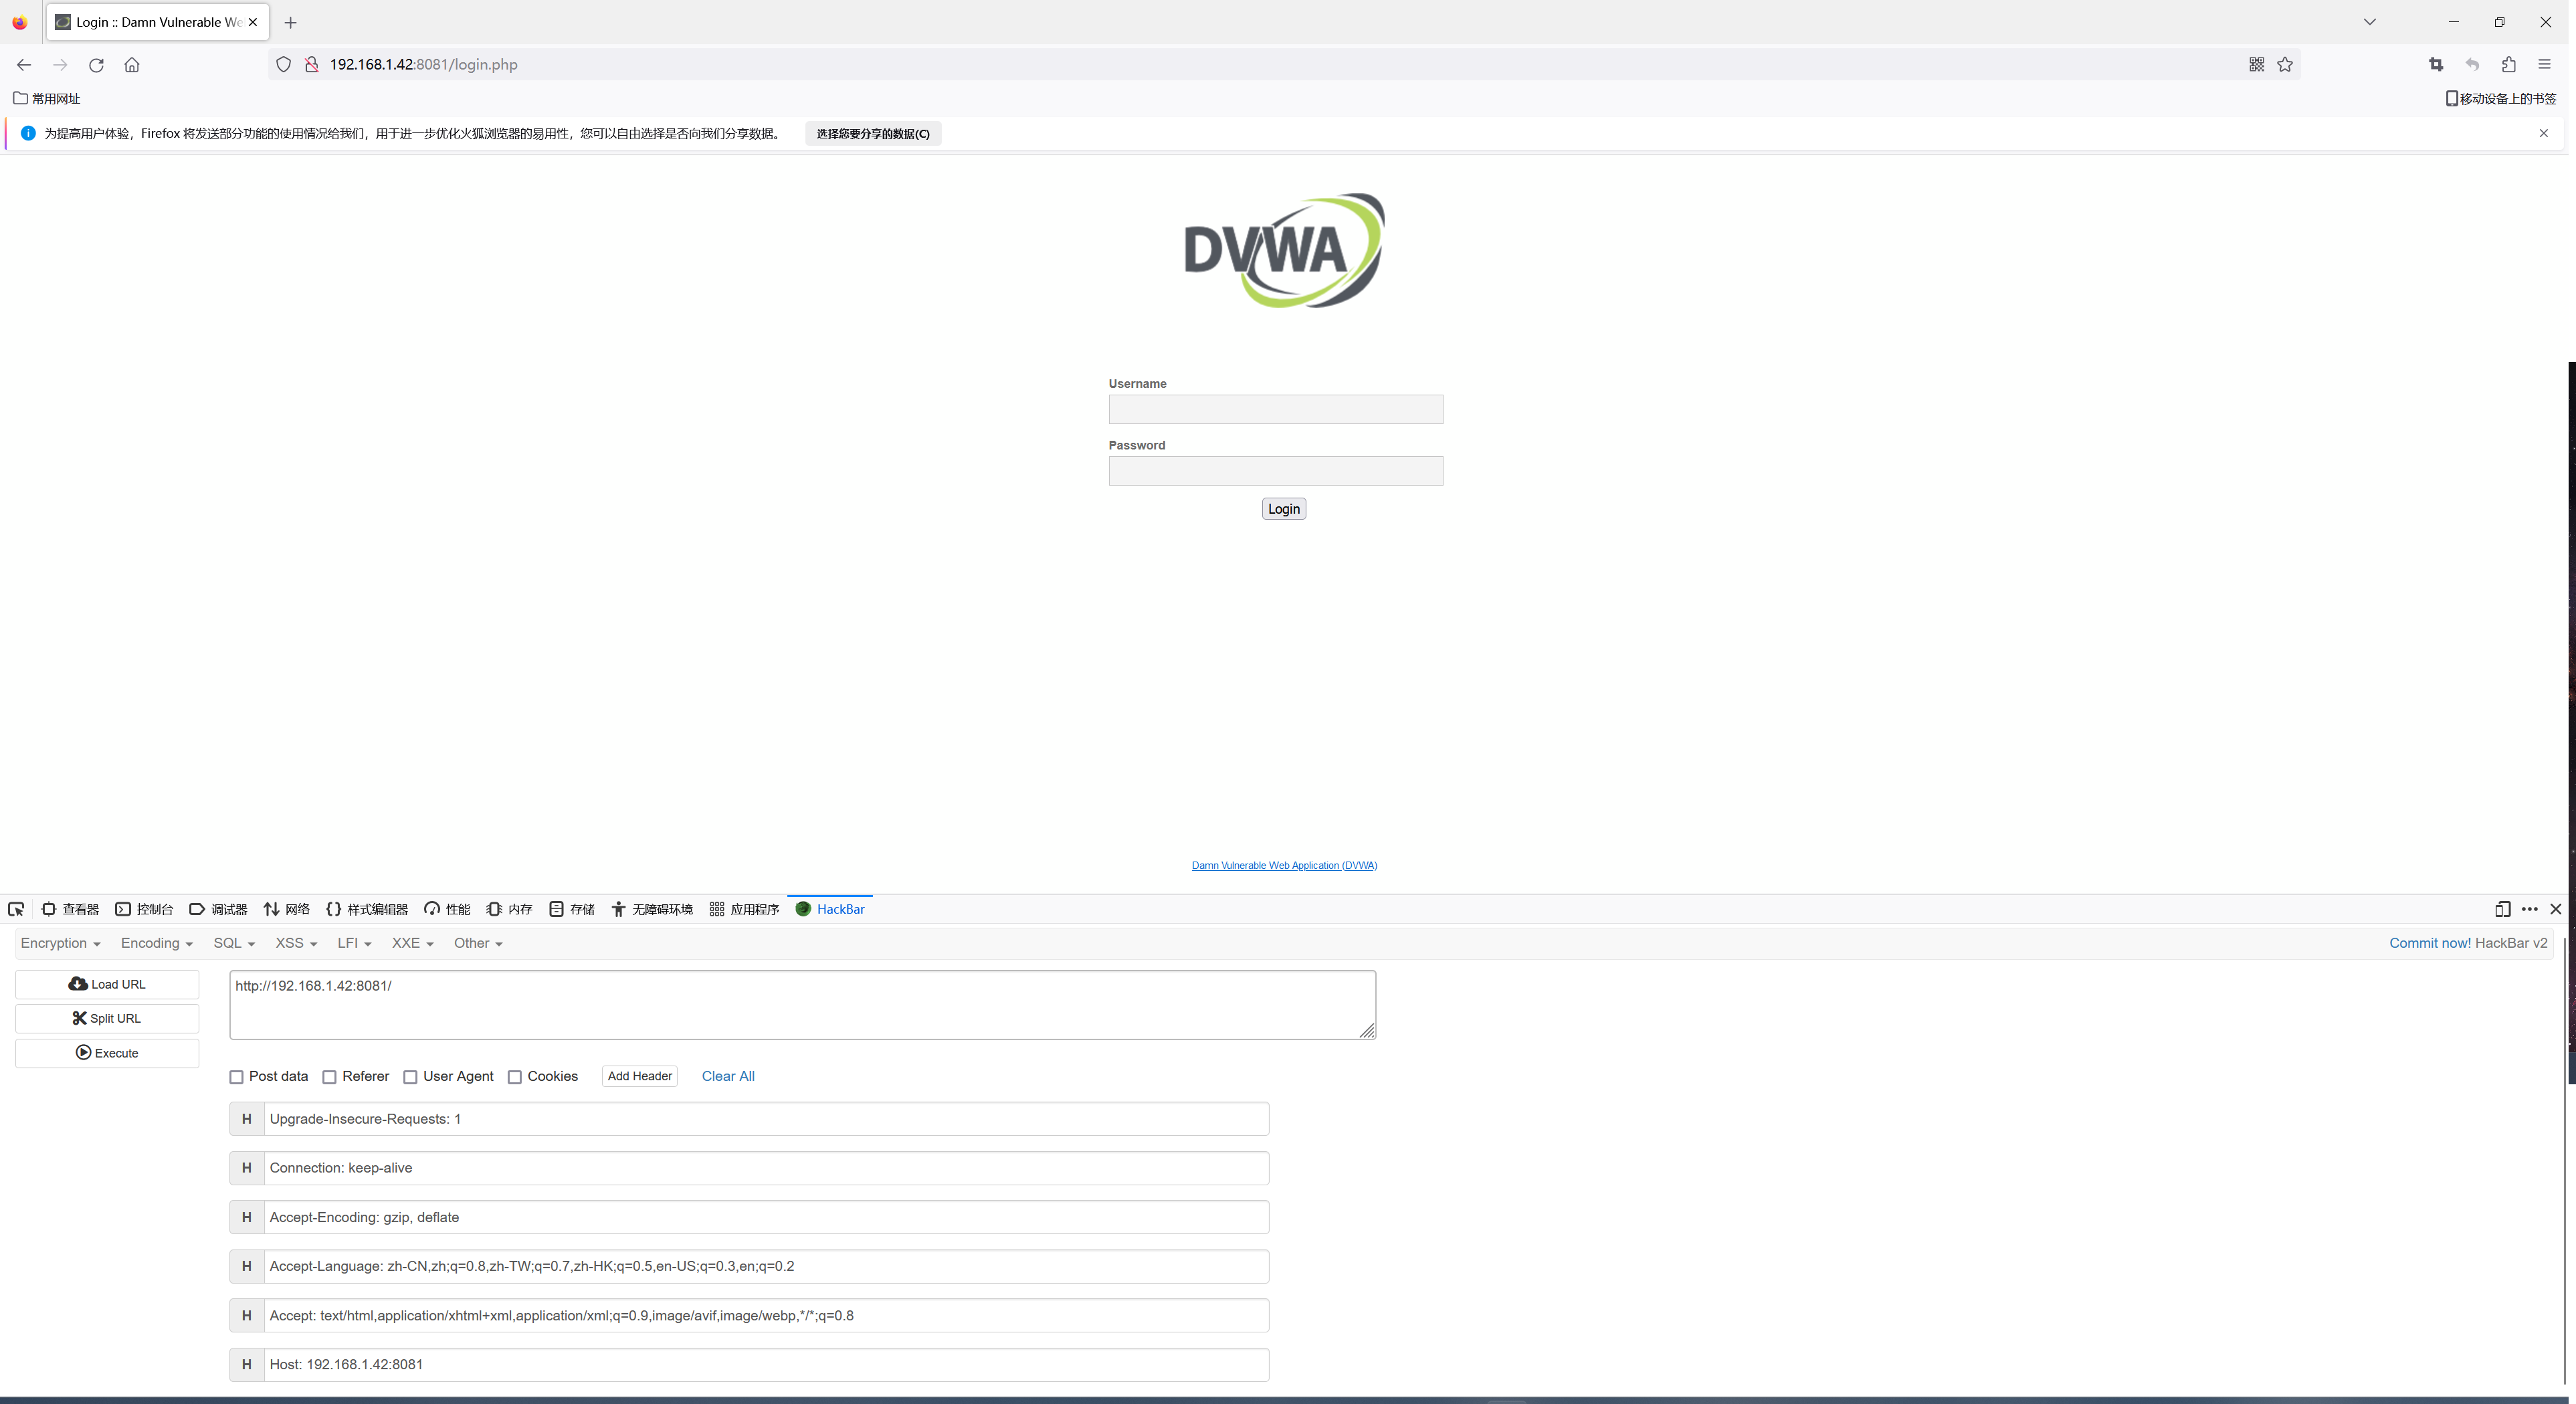 Login :: Damn Vulnerable We
192.168.1.42:8081/login.php
常用网址
移动设备上的书签
为提高用户体验，Firefox 将发送部分功能的使用情况给我们，用于进一步优化火狐浏览器的易用性，您可以自由选择是否向我们分享数据。 选择您要分享的数据(C)
DVWA
Username
Password
Login
Damn Vulnerable Web Application (DVWA)
查看器 控制台 调试器 网络 样式编辑器 性能 内存 存储 无障碍环境 应用程序 HackBar
Encryption Encoding SQL XSS LFI XXE Other Commit now! HackBar v2
Load URL
http://192.168.1.42:8081/
Split URL
Execute
Post data Referer User Agent Cookies Add Header Clear All
H Upgrade-Insecure-Requests: 1
H Connection: keep-alive
H Accept-Encoding: gzip, deflate
H Accept-Language: zh-CN,zh;q=0.8,zh-TW;q=0.7,zh-HK;q=0.5,en-US;q=0.3,en;q=0.2
H Accept: text/html,application/xhtml+xml,application/xml;q=0.9,image/avif,image/webp,*/*;q=0.8
H Host: 192.168.1.42:8081